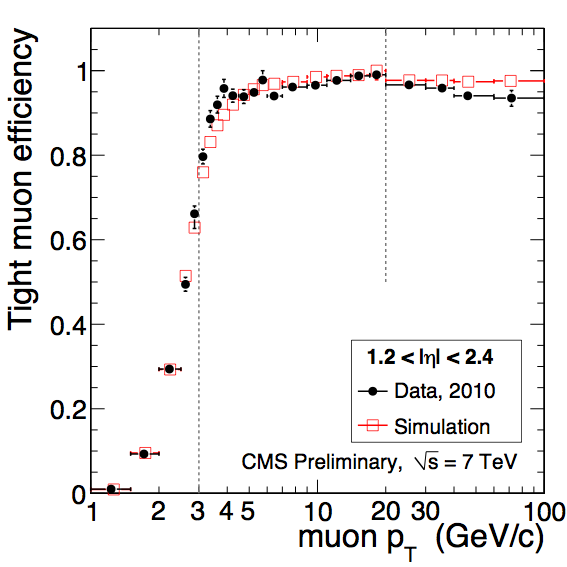 Tight muon efficiency
1
0.8
0.6
0.4
0.2
0
1.2 < |η| < 2.4
Data, 2010
Simulation
CMS Preliminary, √s = 7 TeV
1 2 3 4 5 10 20 30 100
muon p_T (GeV/c)